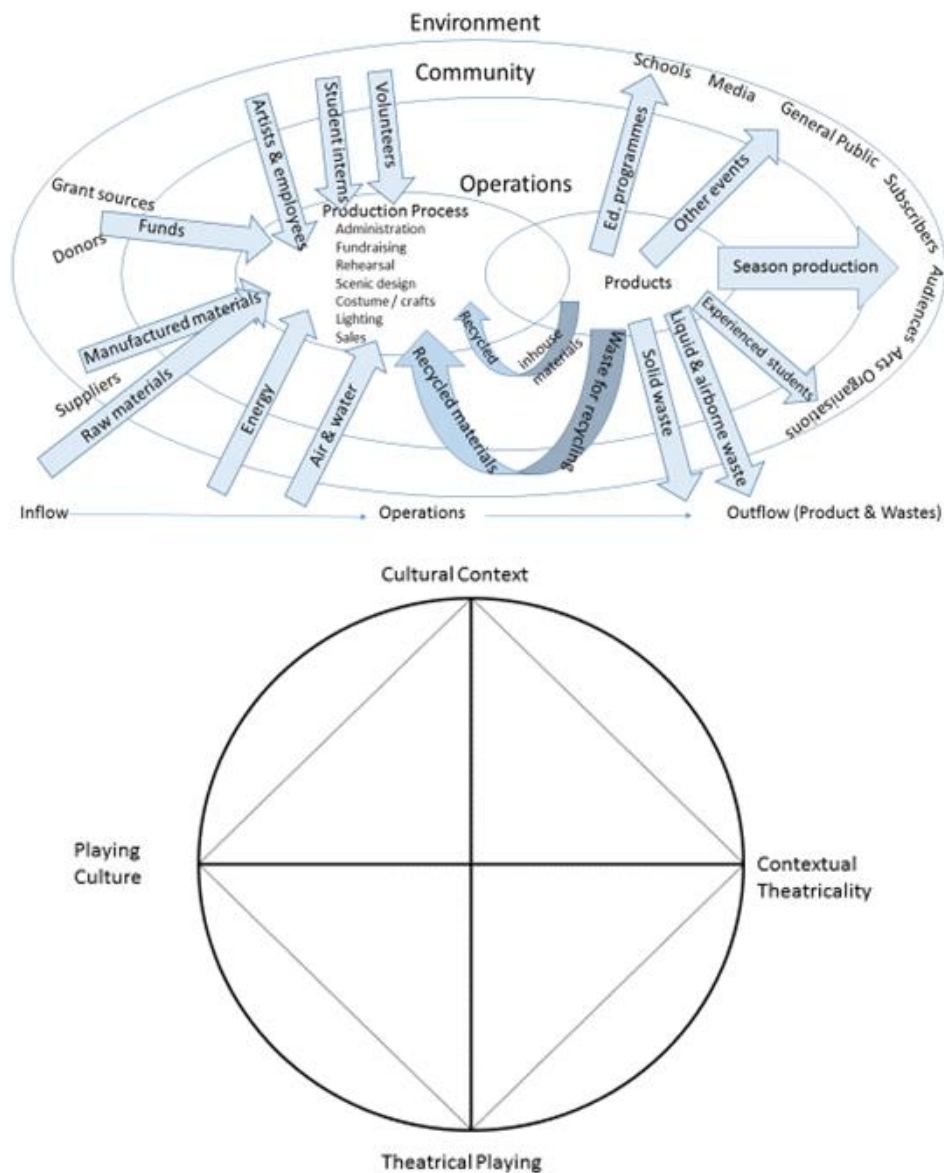 Environment
Community
Operations
Schools
Media
General Public
Subscribers
Audiences
Arts Organisations
Volunteers
Student interns
Artists & employees
Grant sources
Donors
Funds
Production Process
Administration
Fundraising
Rehearsal
Scenic design
Costume / crafts
Lighting
Sales
Ed. programmes
Other events
Season production
Products
Manufactured materials
Suppliers
Raw materials
Energy
Air & water
Recycled
inhouse
materials
Recycled materials
Waste for recycling
Solid waste
Liquid & airborne waste
Experienced students
Inflow
Operations
Outflow (Product & Wastes)
Cultural Context
Playing
Culture
Contextual
Theatricality
Theatrical Playing